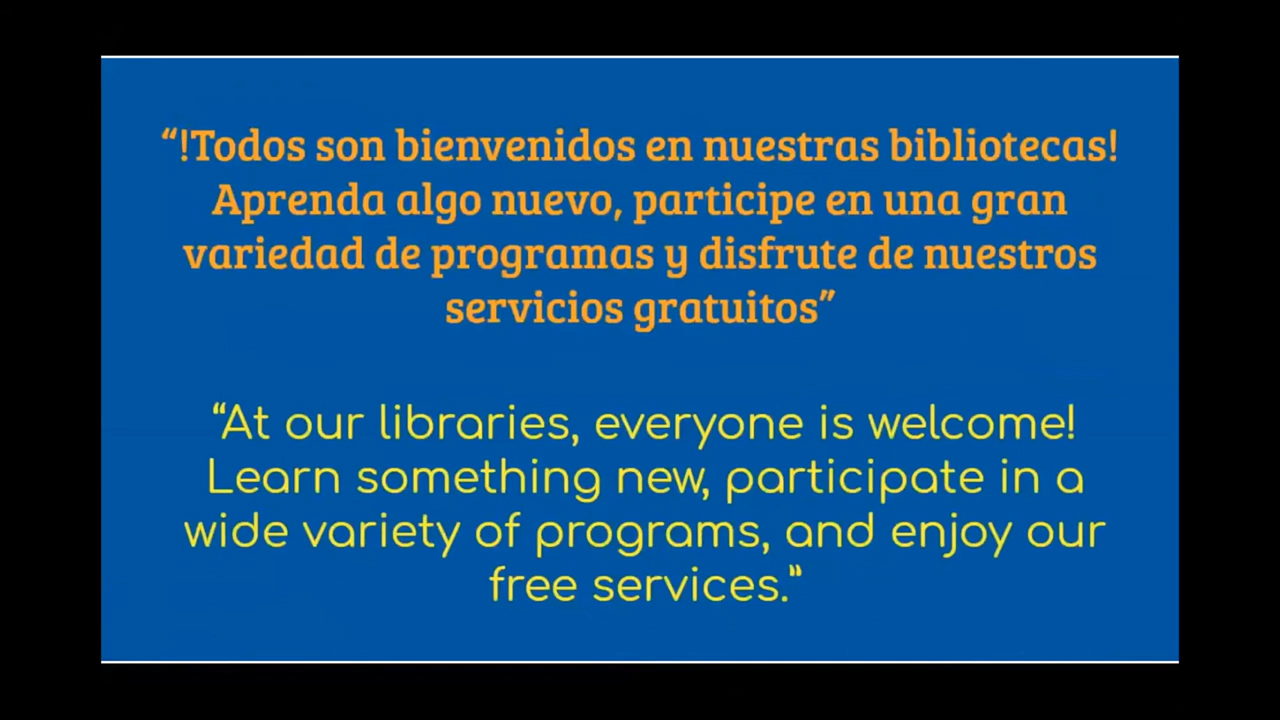 “!Todos son bienvenidos en nuestras bibliotecas!
Aprenda algo nuevo, participe en una gran
variedad de programas y disfrute de nuestros
servicios gratuitos”
“At our libraries, everyone is welcome!
Learn something new, participate in a
wide variety of programs, and enjoy our
free services.”